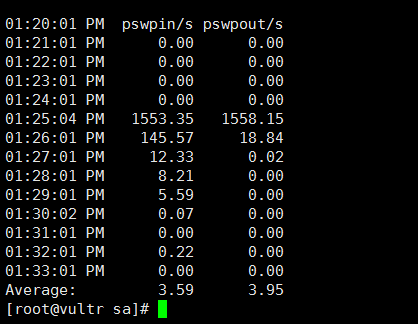 01:20:01 PM  pswpin/s pswpout/s
01:21:01 PM      0.00      0.00
01:22:01 PM      0.00      0.00
01:23:01 PM      0.00      0.00
01:24:01 PM      0.00      0.00
01:25:04 PM   1553.35   1558.15
01:26:01 PM    145.57     18.84
01:27:01 PM     12.33      0.02
01:28:01 PM      8.21      0.00
01:29:01 PM      5.59      0.00
01:30:02 PM      0.07      0.00
01:31:01 PM      0.00      0.00
01:32:01 PM      0.22      0.00
01:33:01 PM      0.00      0.00
Average:         3.59      3.95
[root@vultr sa]#